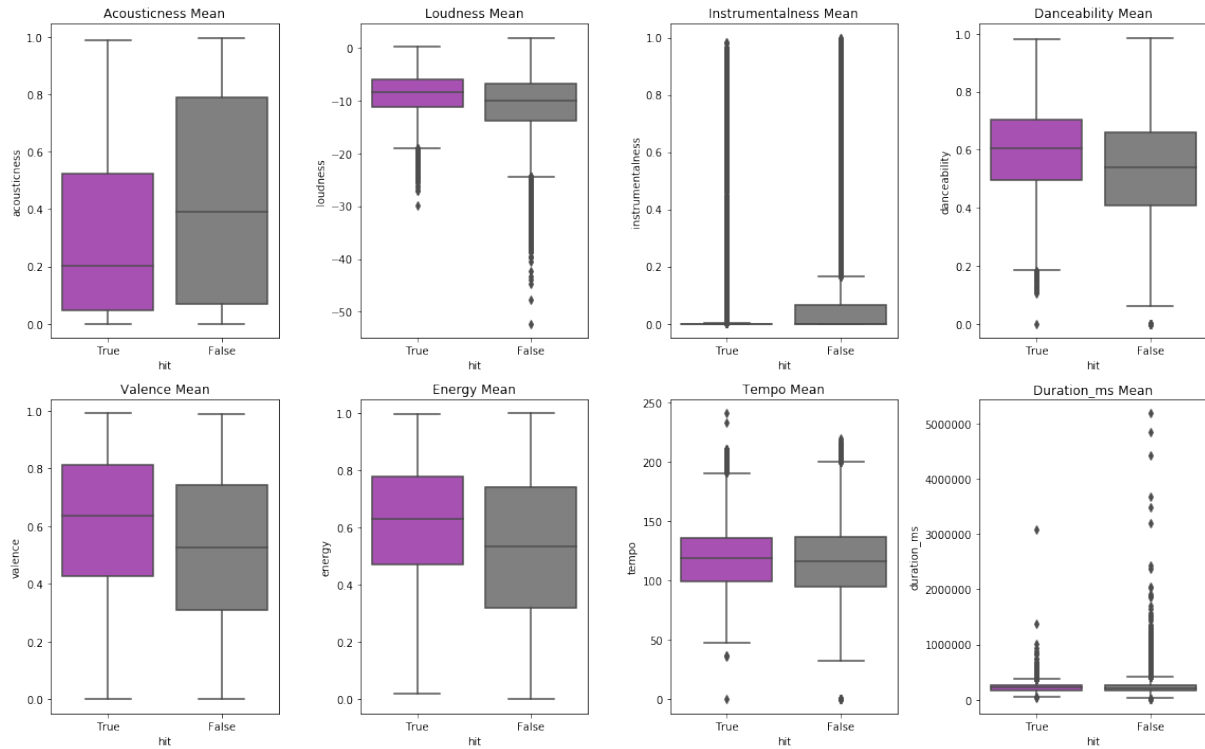 Acousticness Mean
acousticness
1.0
0.8
0.6
0.4
0.2
0.0
True False
hit
Loudness Mean
loudness
0
−10
−20
−30
−40
−50
True False
hit
Instrumentalness Mean
instrumentalness
1.0
0.8
0.6
0.4
0.2
0.0
True False
hit
Danceability Mean
danceability
1.0
0.8
0.6
0.4
0.2
0.0
True False
hit
Valence Mean
valence
1.0
0.8
0.6
0.4
0.2
0.0
True False
hit
Energy Mean
energy
1.0
0.8
0.6
0.4
0.2
0.0
True False
hit
Tempo Mean
tempo
250
200
150
100
50
0
True False
hit
Duration_ms Mean
duration_ms
5000000
4000000
3000000
2000000
1000000
0
True False
hit